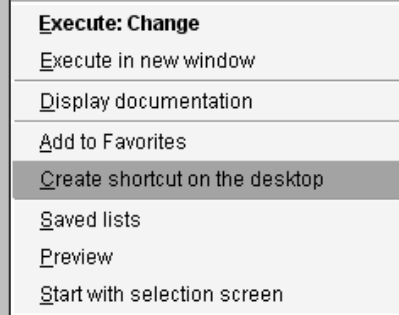 Execute: Change
Execute in new window
Display documentation
Add to Favorites
Create shortcut on the desktop
Saved lists
Preview
Start with selection screen